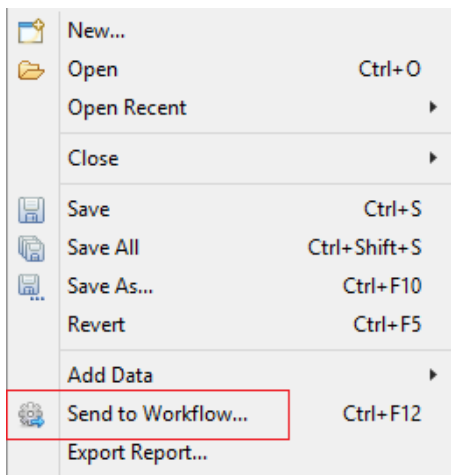 New...
Open Ctrl+O
Open Recent
Close
Save Ctrl+S
Save All Ctrl+Shift+S
Save As... Ctrl+F10
Revert Ctrl+F5
Add Data
Send to Workflow... Ctrl+F12
Export Report...